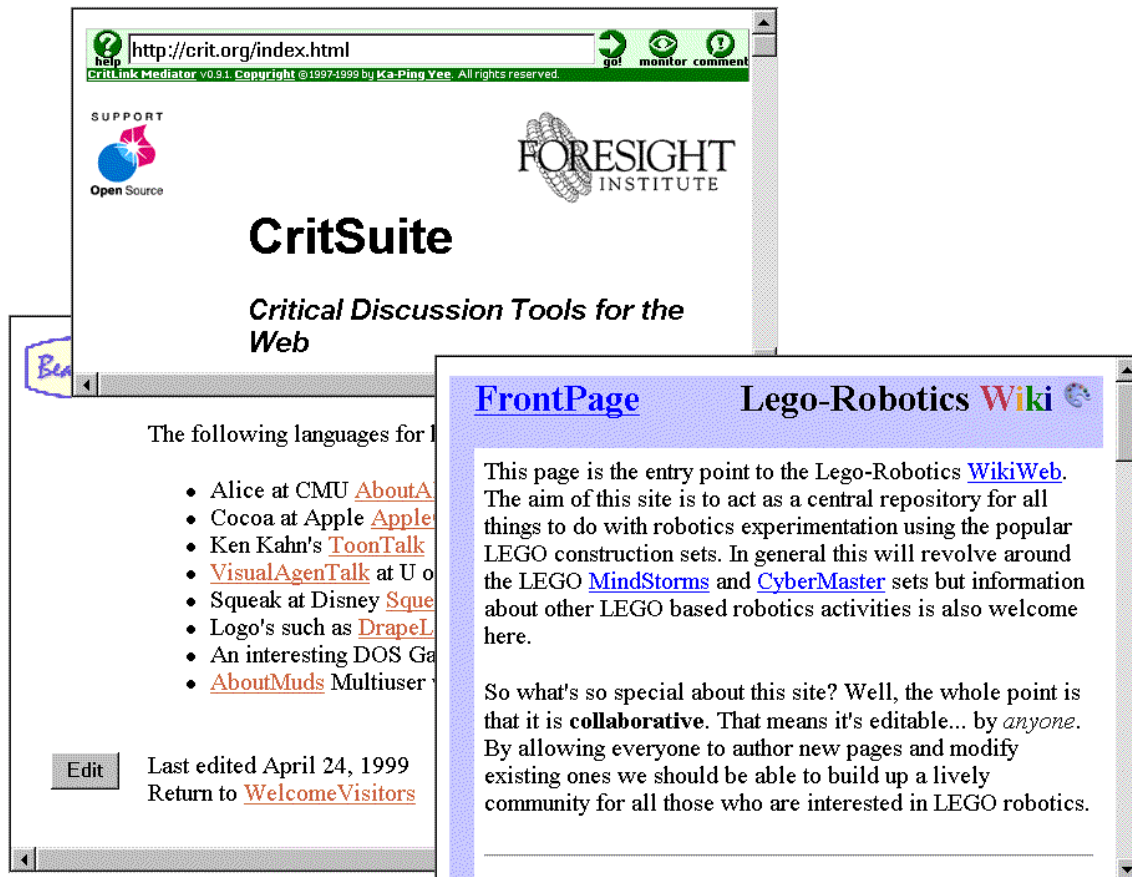 http://crit.org/index.html
help
go!
monitor
comment
CritLink Mediator v0.9.1. Copyright ©1997-1999 by Ka-Ping Yee. All rights reserved.
SUPPORT
Open Source
FORESIGHT
INSTITUTE
CritSuite
Critical Discussion Tools for the
Web
The following languages for
Alice at CMU
Cocoa at Apple
Ken Kahn's ToonTalk
VisualAgenTalk at U
Squeak at Disney
Logo's such as
An interesting DOS
AboutMuds Multiuser
Edit
Last edited April 24, 1999
Return to WelcomeVisitors
FrontPage
Lego-Robotics Wiki
This page is the entry point to the Lego-Robotics WikiWeb.
The aim of this site is to act as a central repository for all
things to do with robotics experimentation using the popular
LEGO construction sets. In general this will revolve around
the LEGO MindStorms and CyberMaster sets but information
about other LEGO based robotics activities is also welcome
here.
So what's so special about this site? Well, the whole point is
that it is collaborative. That means it's editable... by anyone.
By allowing everyone to author new pages and modify
existing ones we should be able to build up a lively
community for all those who are interested in LEGO robotics.